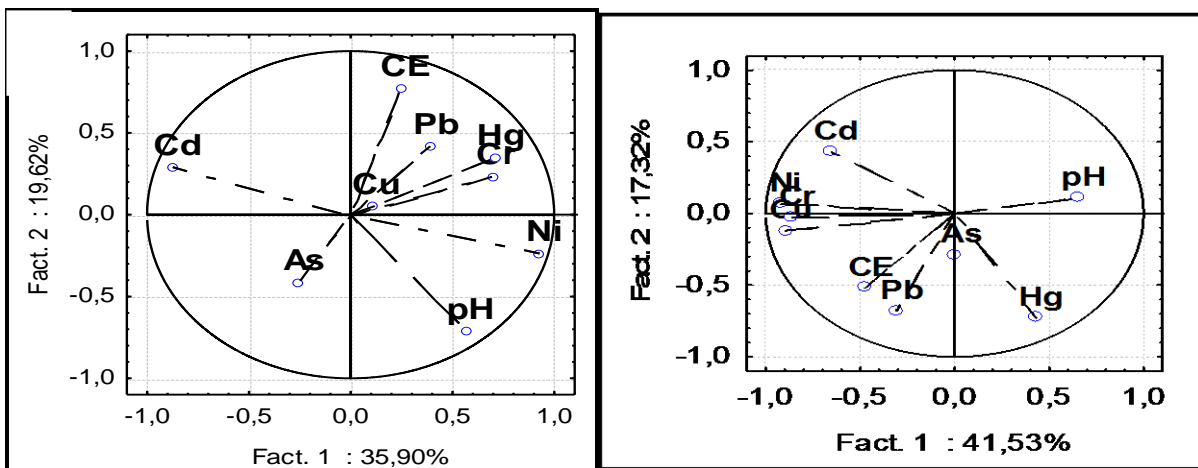 1,0
CE
Pb
Hg
0,5
Cr
Cd
Cu
0,0
Ni
As
-0,5
pH
-1,0
-1,0 -0,5 0,0 0,5 1,0
Fact. 1 : 35,90%
Fact. 2 : 19,62%
1,0
Cd
0,5
pH
Ni
Cr
Cu
0,0
As
CE
Pb
Hg
-0,5
-1,0
-1,0 -0,5 0,0 0,5 1,0
Fact. 1 : 41,53%
Fact. 2 : 17,32%